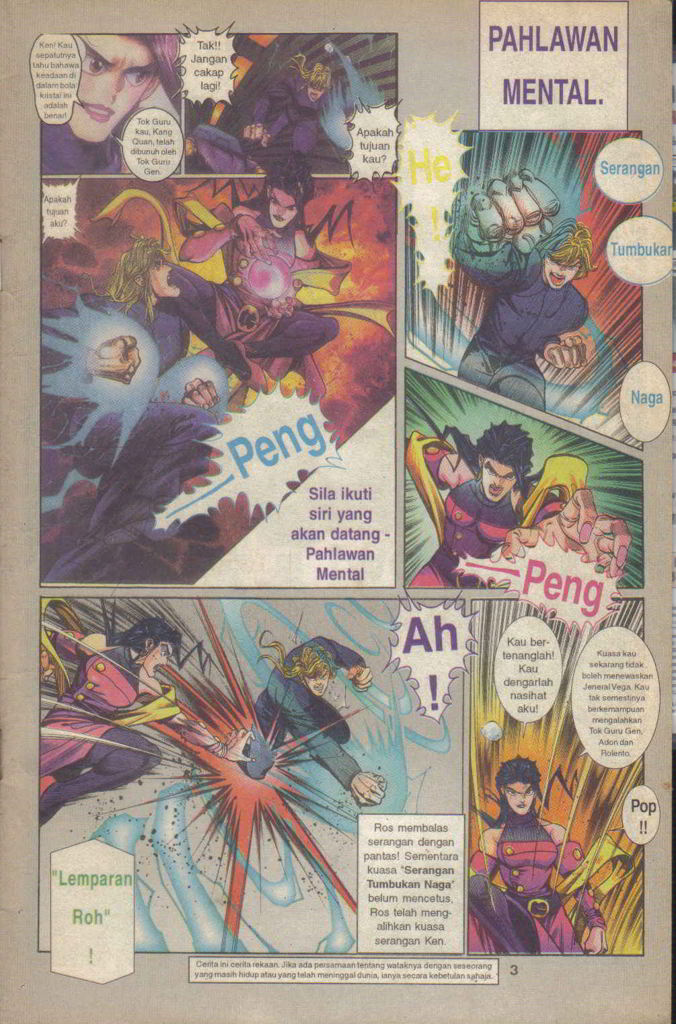 PAHLAWAN
MENTAL.
Ken! Kau
sepatutnya
tahu bahawa
keadaan di
dalam bola
kristal ini
adalah
benar!
Tok Guru
kau, Kang
Quan, telah
dibunuh oleh
Tok Guru
Gen.
Tak!!
Jangan
cakap
lagi!
Apakah
tujuan
kau?
Apakah
tujuan
aku?
Peng
Sila ikuti
siri yang
akan datang -
Pahlawan
Mental
He
!
Serangan
Tumbukan
Naga
Peng
Ah
!
"Lemparan
Roh"
!
Ros membalas
serangan dengan
pantas! Sementara
kuasa "Serangan
Tumbukan Naga"
belum mencetus,
Ros telah meng-
alihkan kuasa
serangan Ken.
Kau ber-
tenanglah!
Kau
dengarlah
nasihat
aku!
Kuasa kau
sekarang tidak
boleh menewaskan
Jeneral Vega. Kau
tak semestinya
berkemampuan
mengalahkan
Tok Guru Gen,
Adon dan
Rolento.
Pop
!!
Cerita ini cerita rekaan. Jika ada persamaan tentang wataknya dengan seseorang
yang masih hidup atau yang telah meninggal dunia, ianya secara kebetulan sahaja.
3